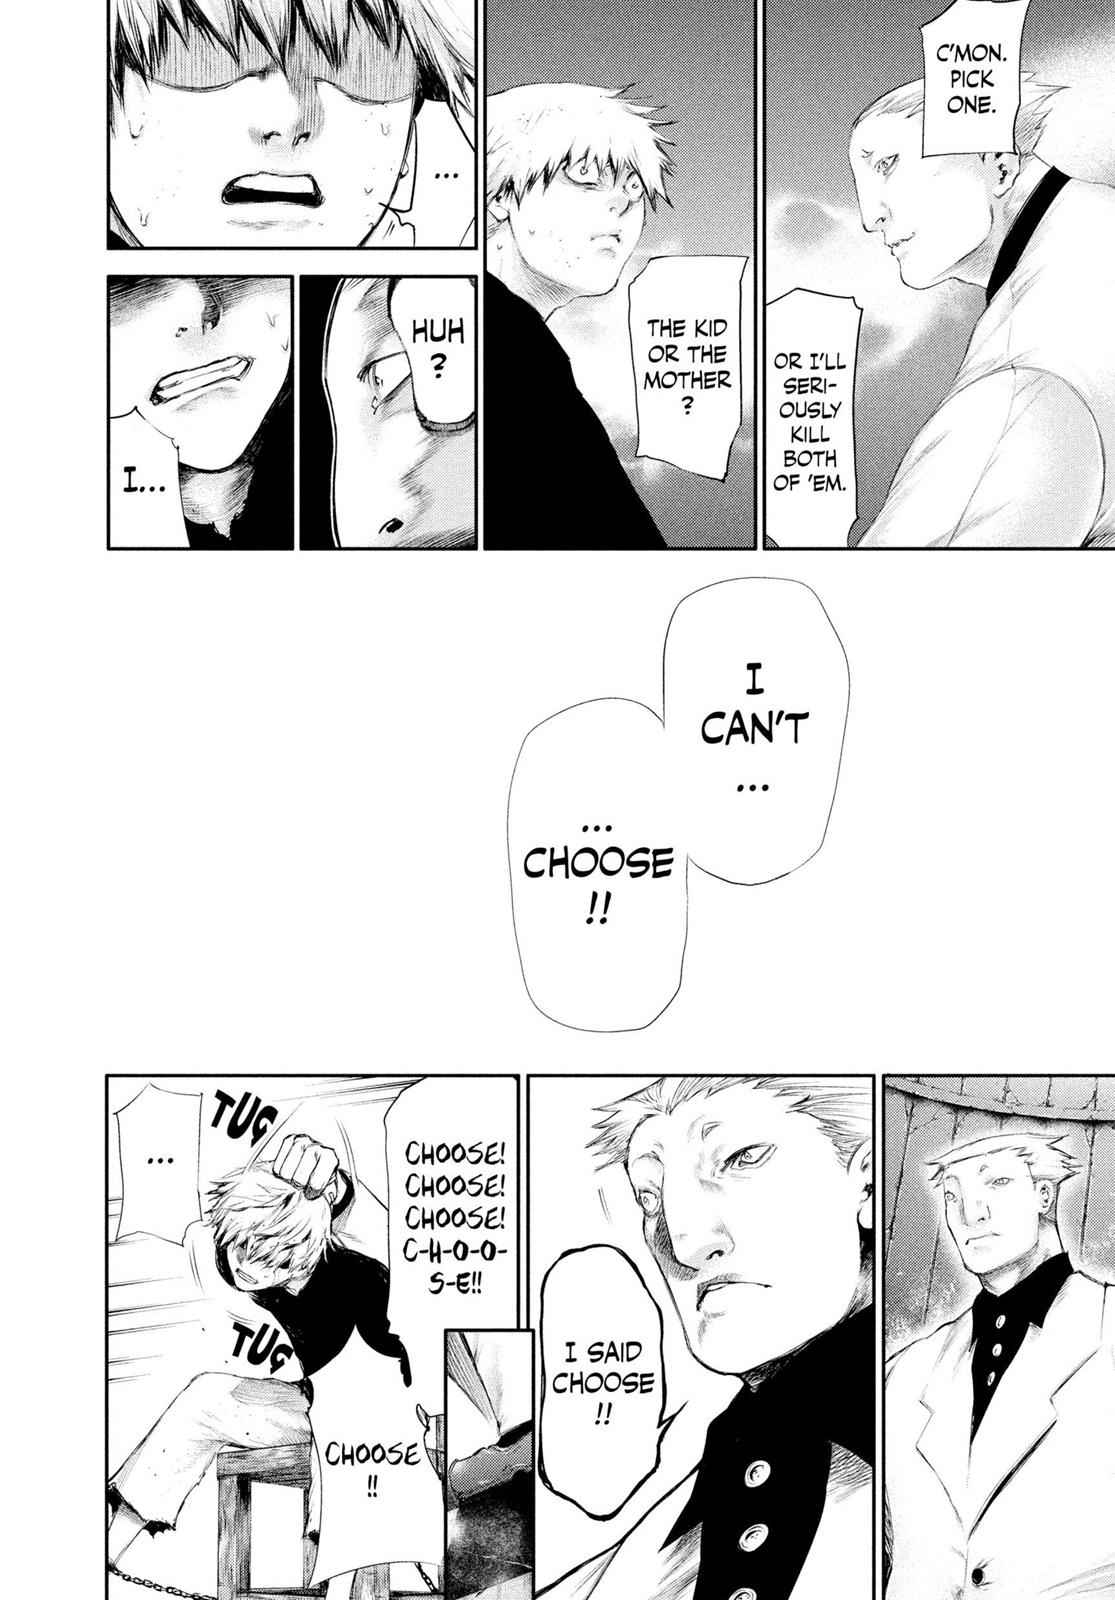 C'MON.
PICK
ONE.
OR I'LL
SERI-
OUSLY
KILL
BOTH
OF 'EM.
THE KID
OR THE
MOTHER
?
...
HUH
?
I...
I
CAN'T
...
...
CHOOSE
!!
I SAID
CHOOSE
!!
CHOOSE!
CHOOSE!
CHOOSE!
C-H-O-O-
S-E!!
TUG
TUG
CHOOSE
!!
...